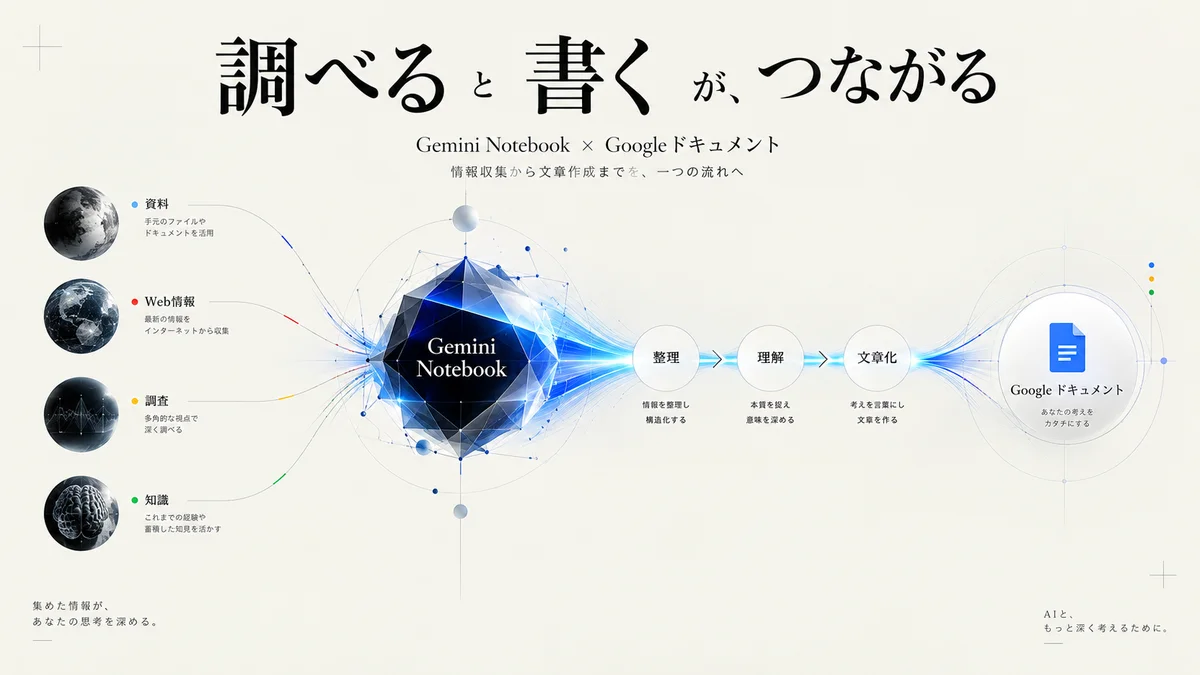 調べると書くが、つながる
Gemini Notebook × Googleドキュメント
情報収集から文章作成までを、一つの流れへ
資料
手元のファイルや
ドキュメントを活用
Web情報
最新の情報を
インターネットから収集
調査
多角的な視点で
深く調べる
知識
これまでの経験や
蓄積した知見を活かす
Gemini
Notebook
整理
情報を整理し
構造化する
理解
本質を捉え
意味を深める
文章化
考えを言葉にし
文章を作る
Google ドキュメント
あなたの考えを
カタチにする
集めた情報が、
あなたの思考を深める。
AIと、
もっと深く考えるために。